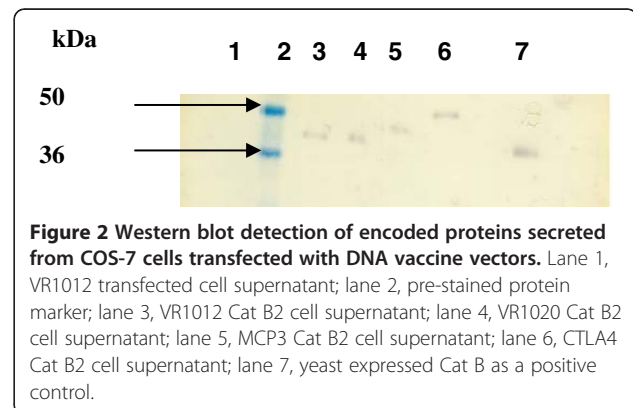 kDa
1 2 3 4 5 6 7
50
36
Figure 2 Western blot detection of encoded proteins secreted
from COS-7 cells transfected with DNA vaccine vectors. Lane 1,
VR1012 transfected cell supernatant; lane 2, pre-stained protein
marker; lane 3, VR1012 Cat B2 cell supernatant; lane 4, VR1020 Cat B2
cell supernatant; lane 5, MCP3 Cat B2 cell supernatant; lane 6, CTLA4
Cat B2 cell supernatant; lane 7, yeast expressed Cat B as a positive
control.